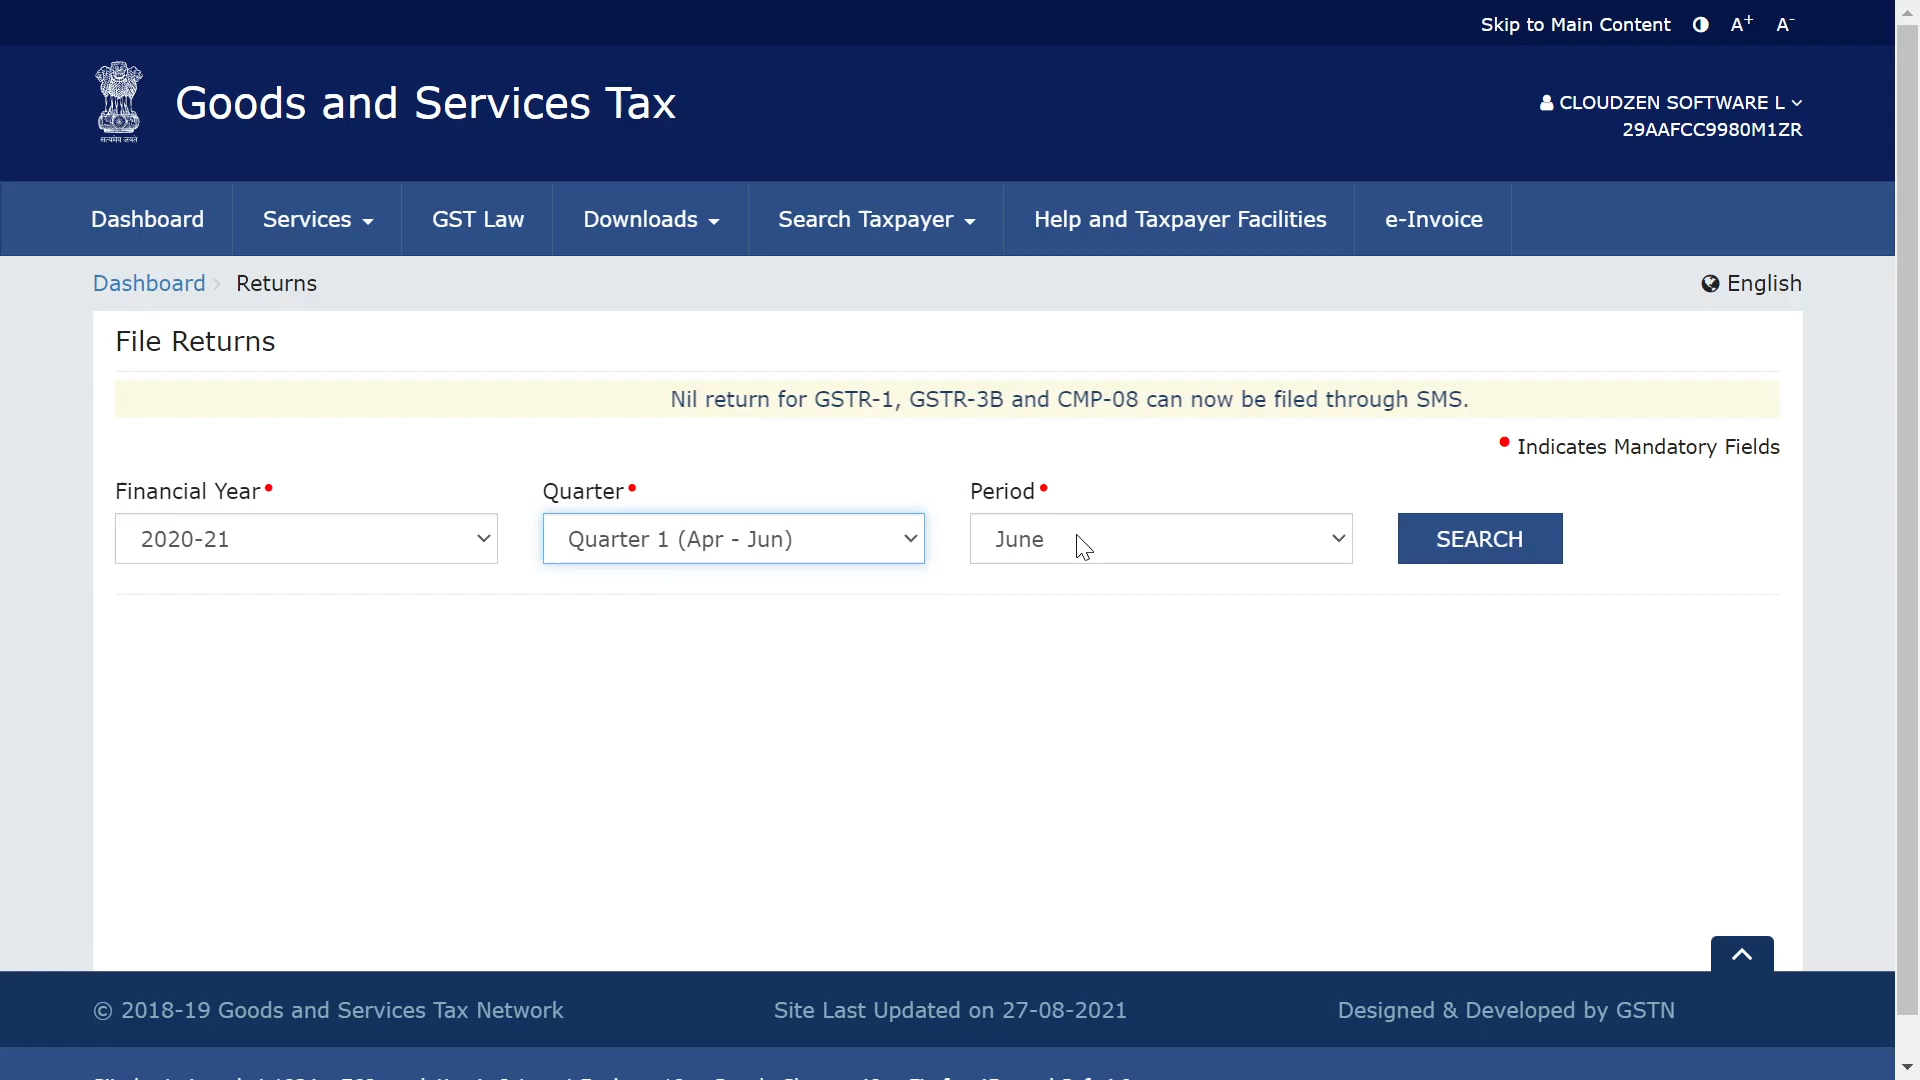 Skip to Main Content A+ A-
सत्यमेव जयते
Goods and Services Tax
CLOUDZEN SOFTWARE L
29AAFCC9980M1ZR
Dashboard Services GST Law Downloads Search Taxpayer Help and Taxpayer Facilities e-Invoice
Dashboard Returns English
File Returns
Nil return for GSTR-1, GSTR-3B and CMP-08 can now be filed through SMS.
Indicates Mandatory Fields
Financial Year Quarter Period
2020-21 Quarter 1 (Apr - Jun) June SEARCH
© 2018-19 Goods and Services Tax Network Site Last Updated on 27-08-2021 Designed & Developed by GSTN